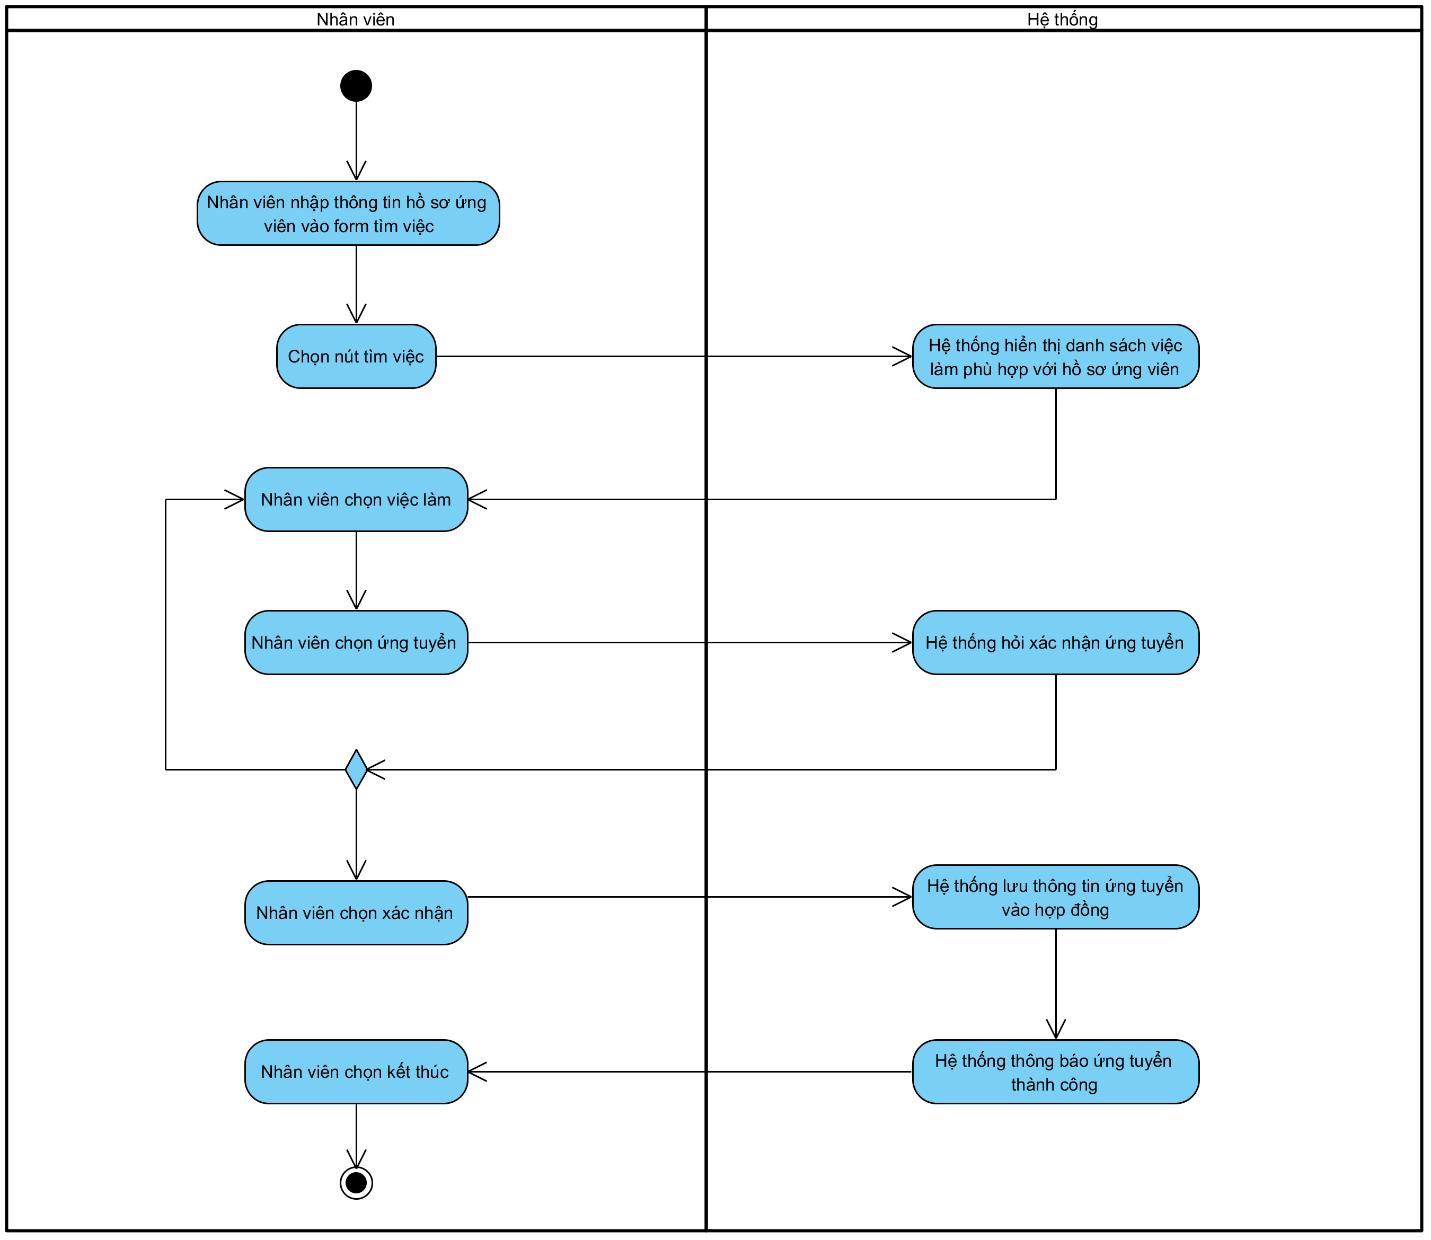 Nhân viên
Hệ thống
Nhân viên nhập thông tin hồ sơ ứng
viên vào form tìm việc
Chọn nút tìm việc
Hệ thống hiển thị danh sách việc
làm phù hợp với hồ sơ ứng viên
Nhân viên chọn việc làm
Nhân viên chọn ứng tuyển
Hệ thống hỏi xác nhận ứng tuyển
Nhân viên chọn xác nhận
Hệ thống lưu thông tin ứng tuyển
vào hợp đồng
Nhân viên chọn kết thúc
Hệ thống thông báo ứng tuyển
thành công